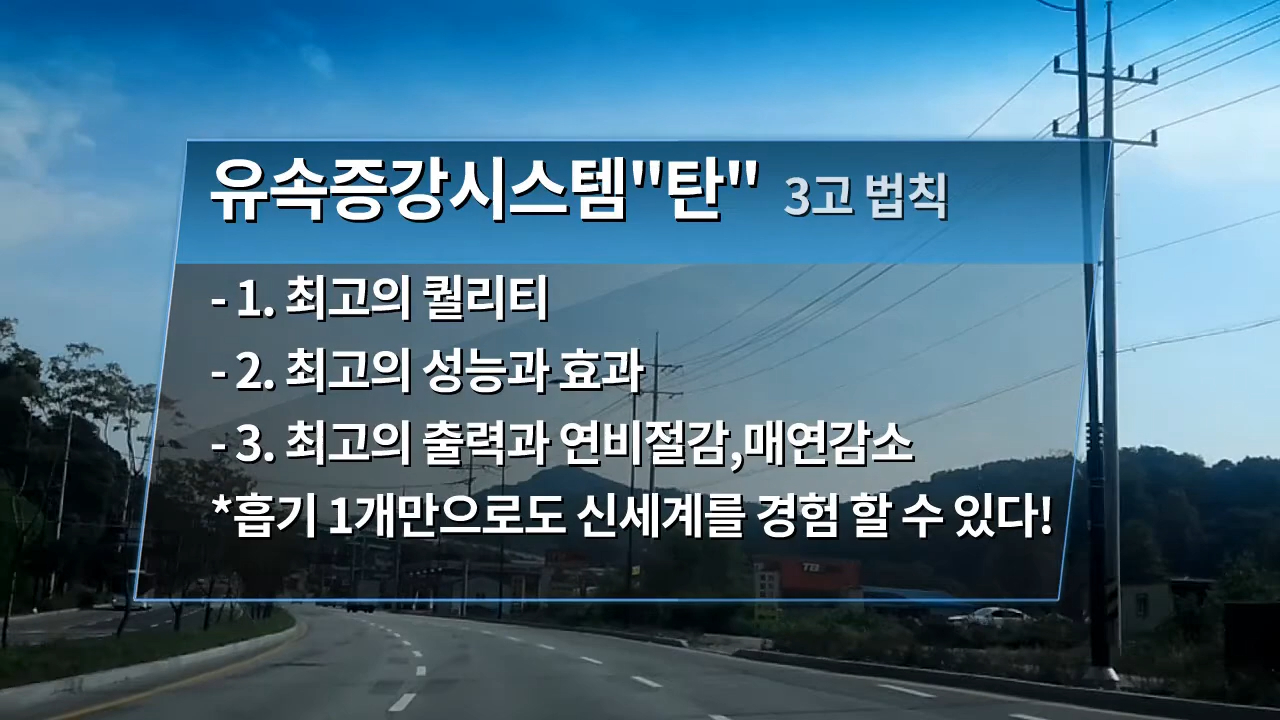 유속증강시스템"탄" 3고 법칙
- 1. 최고의 퀄리티
- 2. 최고의 성능과 효과
- 3. 최고의 출력과 연비절감,매연감소
*흡기 1개만으로도 신세계를 경험 할 수 있다!